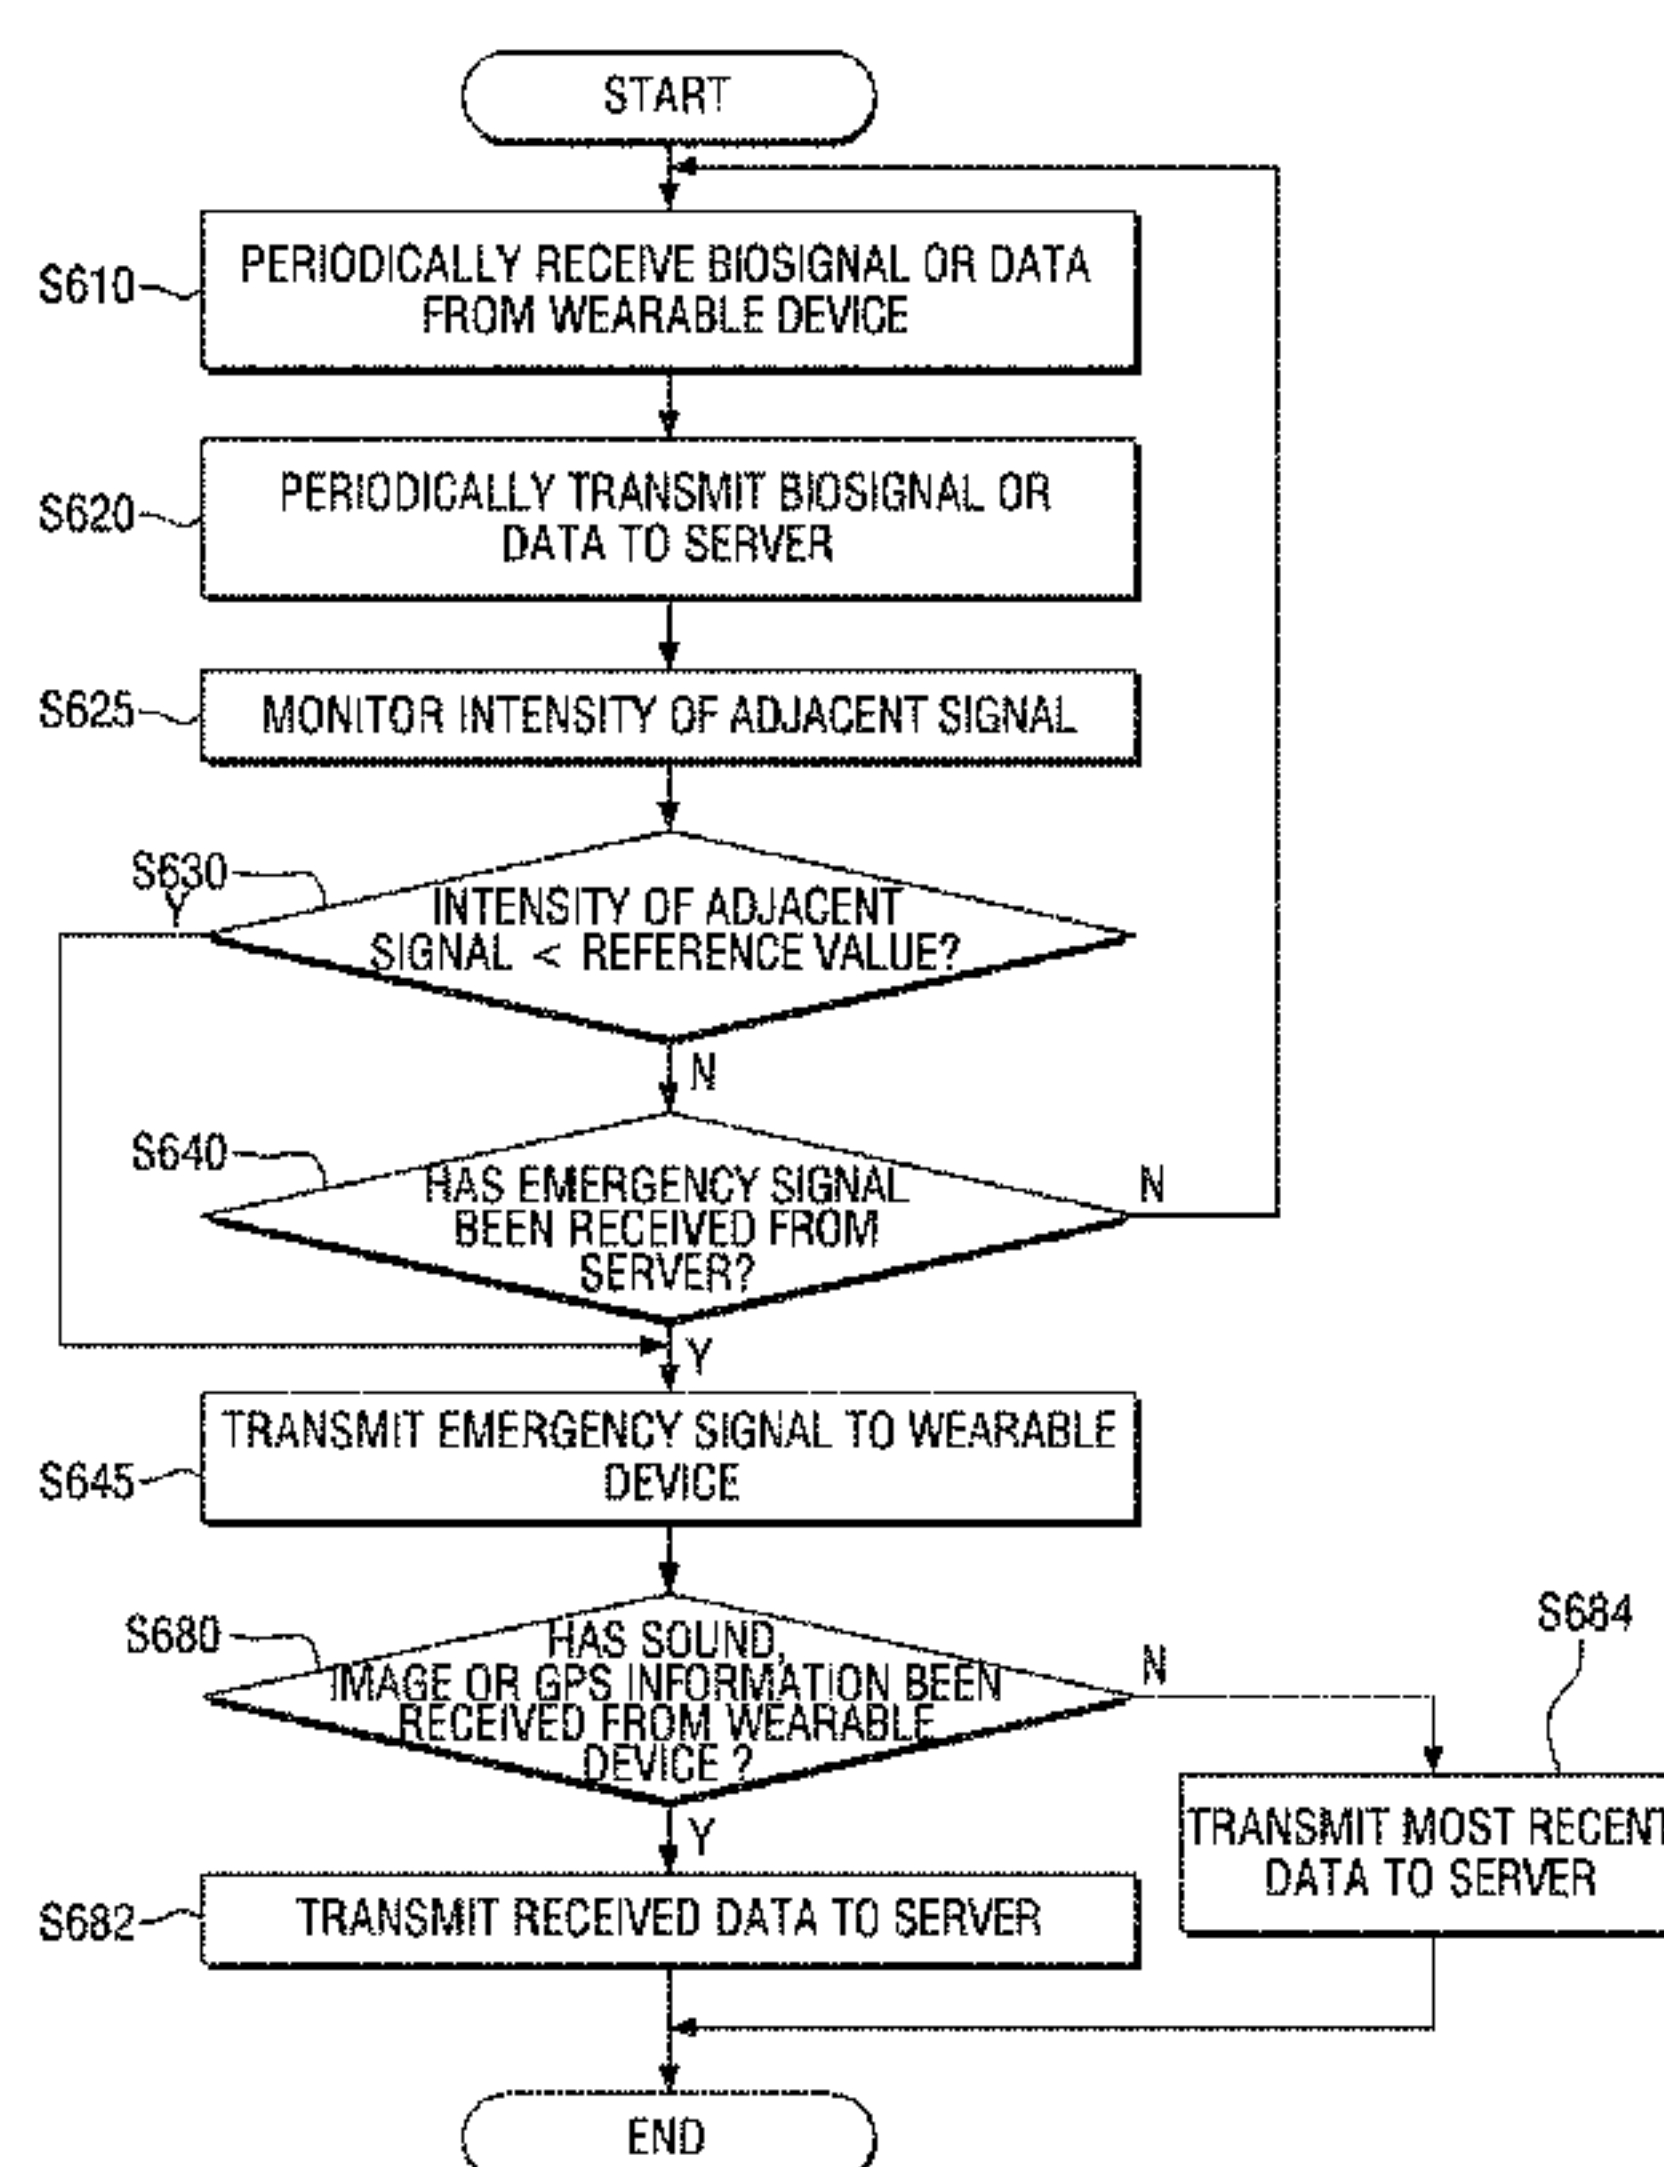 START
S610
PERIODICALLY RECEIVE BIOSIGNAL OR DATA
FROM WEARABLE DEVICE
S620
PERIODICALLY TRANSMIT BIOSIGNAL OR
DATA TO SERVER
S625
MONITOR INTENSITY OF ADJACENT SIGNAL
S630
Y
INTENSITY OF ADJACENT
SIGNAL < REFERENCE VALUE?
N
S640
HAS EMERGENCY SIGNAL
BEEN RECEIVED FROM
SERVER?
N
Y
S645
TRANSMIT EMERGENCY SIGNAL TO WEARABLE
DEVICE
S680
HAS SOUND,
IMAGE OR GPS INFORMATION BEEN
RECEIVED FROM WEARABLE
DEVICE ?
N
S684
Y
TRANSMIT MOST RECENT
DATA TO SERVER
S682
TRANSMIT RECEIVED DATA TO SERVER
END